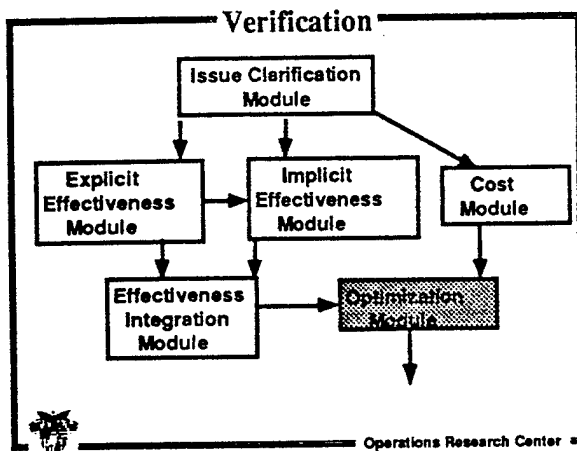 Verification
Issue Clarification
Module
Explicit
Effectiveness
Module
Implicit
Effectiveness
Module
Cost
Module
Effectiveness
Integration
Module
Optimization
Module
Operations Research Center